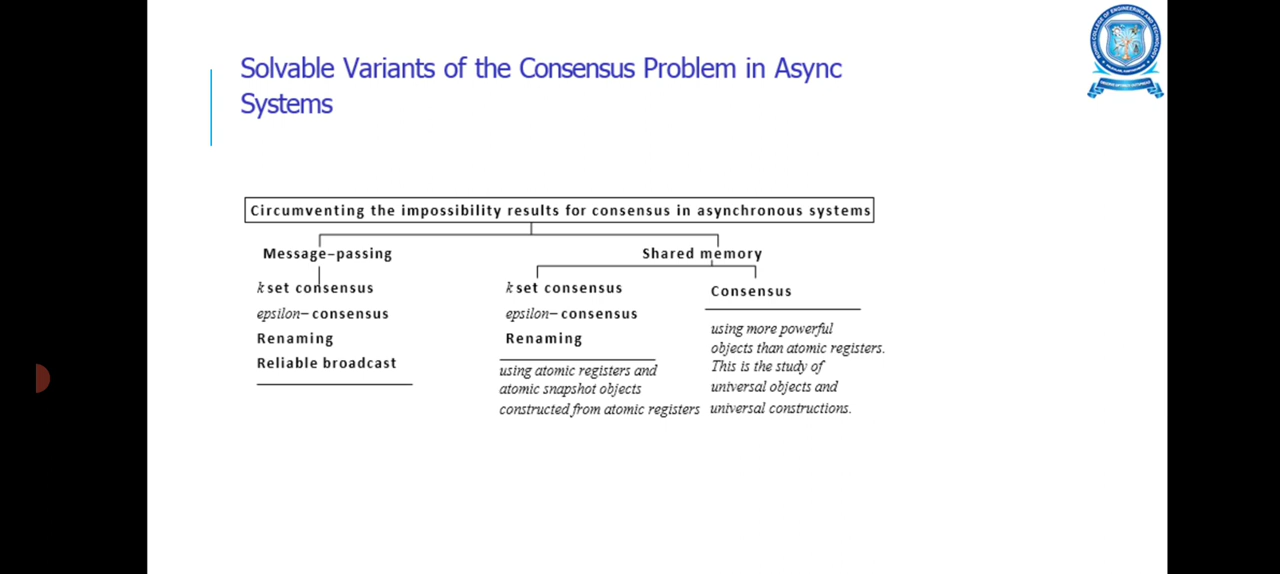 Solvable Variants of the Consensus Problem in Async
Systems
Circumventing the impossibility results for consensus in asynchronous systems
Message–passing
k set consensus
epsilon– consensus
Renaming
Reliable broadcast
Shared memory
k set consensus
epsilon– consensus
Renaming
using atomic registers and
atomic snapshot objects
constructed from atomic registers
Consensus
using more powerful
objects than atomic registers.
This is the study of
universal objects and
universal constructions.